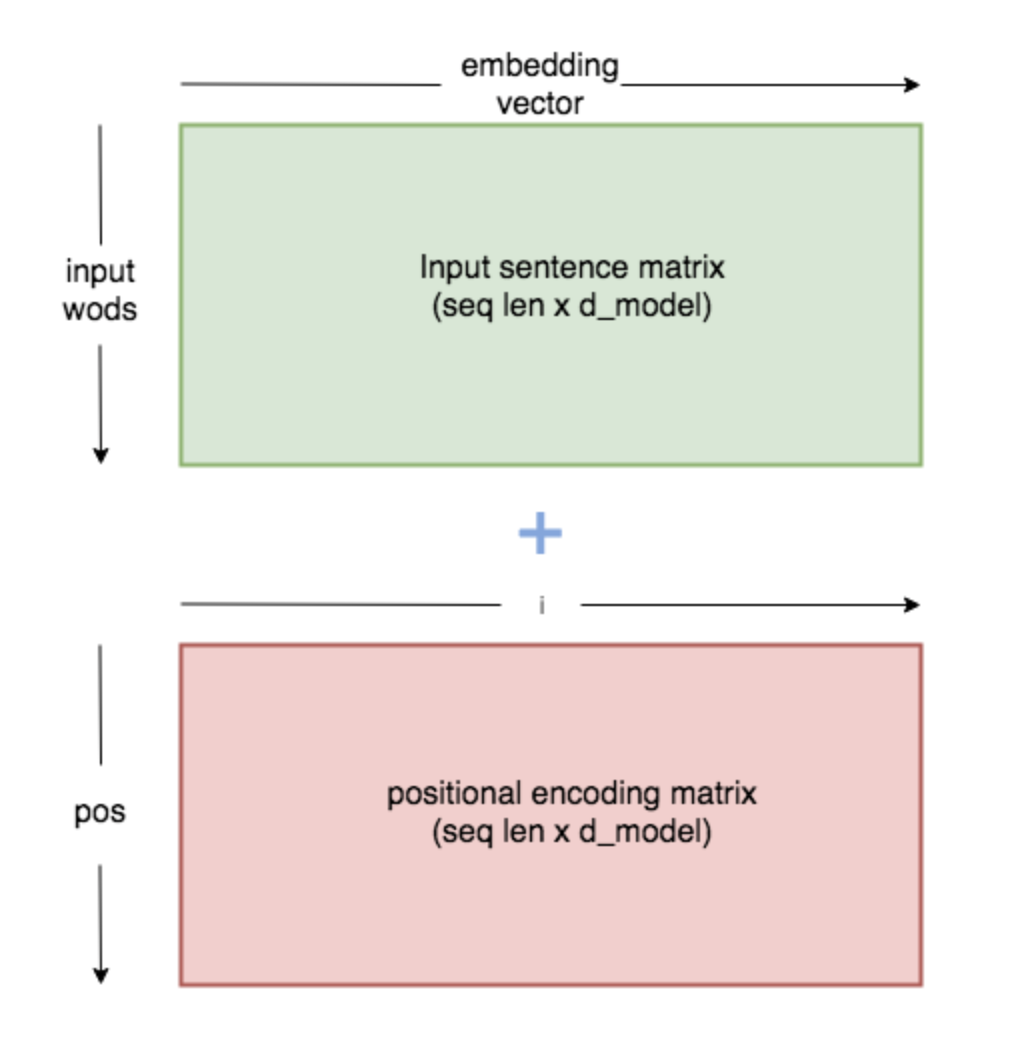 embedding
vector
input
wods
Input sentence matrix
(seq len x d_model)
+
i
pos
positional encoding matrix
(seq len x d_model)